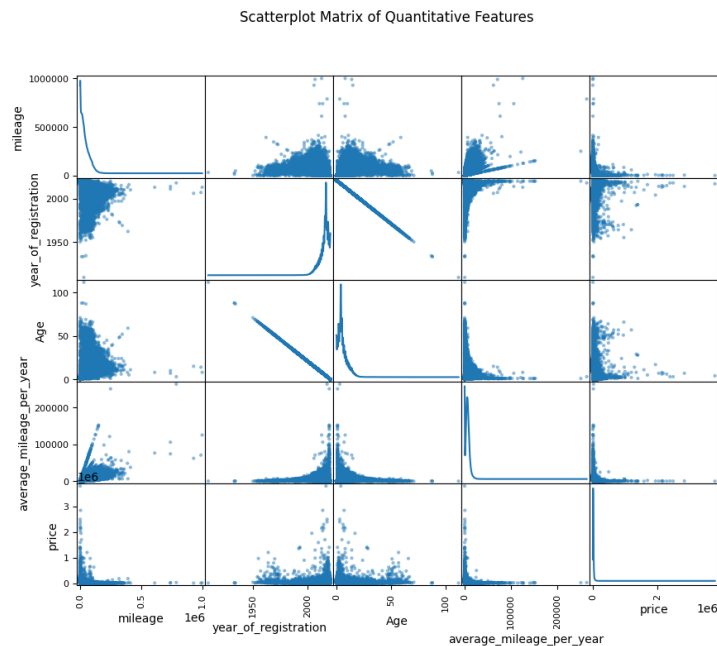 Scatterplot Matrix of Quantitative Features
1000000
500000
0
mileage
2000
1950
year_of_registration
100
50
0
Age
200000
100000
0
average_mileage_per_year
1e6
3
2
1
0
price
0.0
0.5
1.0
1e6
mileage
1950
2000
year_of_registration
0
50
100
Age
0
100000
200000
average_mileage_per_year
0
2
1e6
price